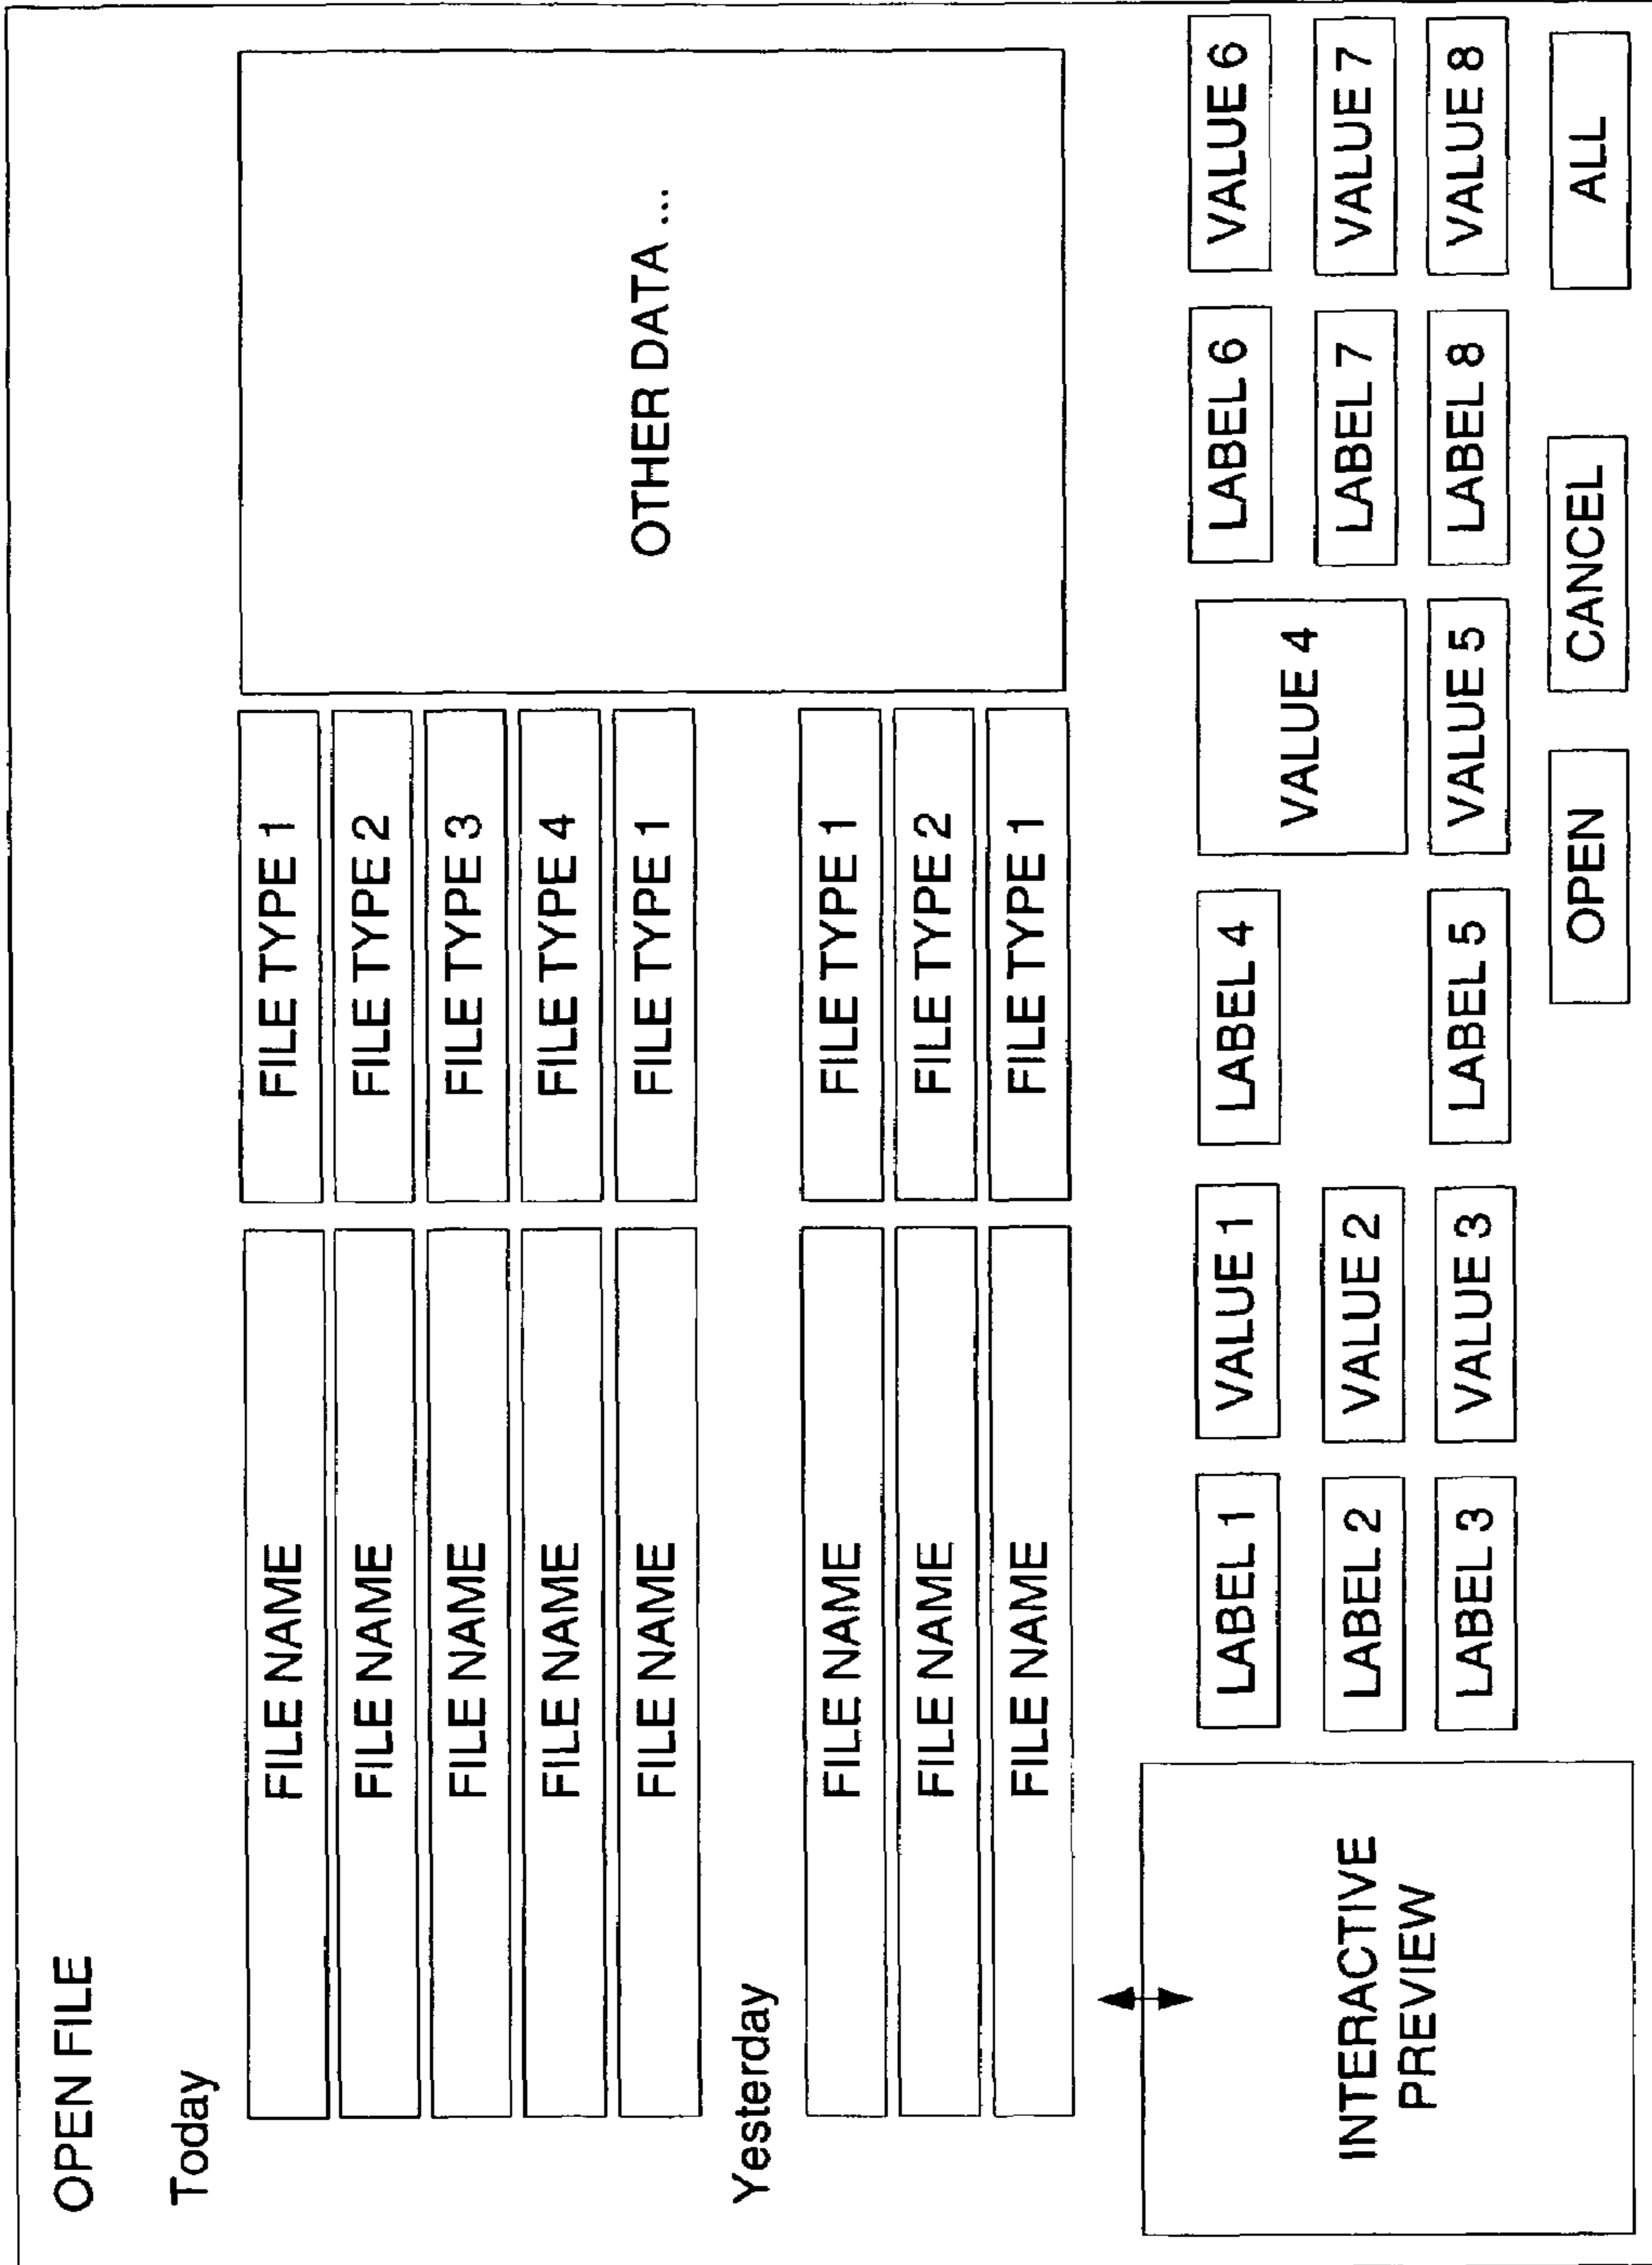 OPEN FILE
Today
FILE NAME FILE TYPE 1
FILE NAME FILE TYPE 2
FILE NAME FILE TYPE 3
FILE NAME FILE TYPE 4
FILE NAME FILE TYPE 1
OTHER DATA ...
Yesterday
FILE NAME FILE TYPE 1
FILE NAME FILE TYPE 2
FILE NAME FILE TYPE 1
INTERACTIVE
PREVIEW
LABEL 1 VALUE 1 LABEL 4 VALUE 4 LABEL 6 VALUE 6
LABEL 2 VALUE 2 LABEL 7 VALUE 7
LABEL 3 VALUE 3 LABEL 5 VALUE 5 LABEL 8 VALUE 8
OPEN CANCEL ALL